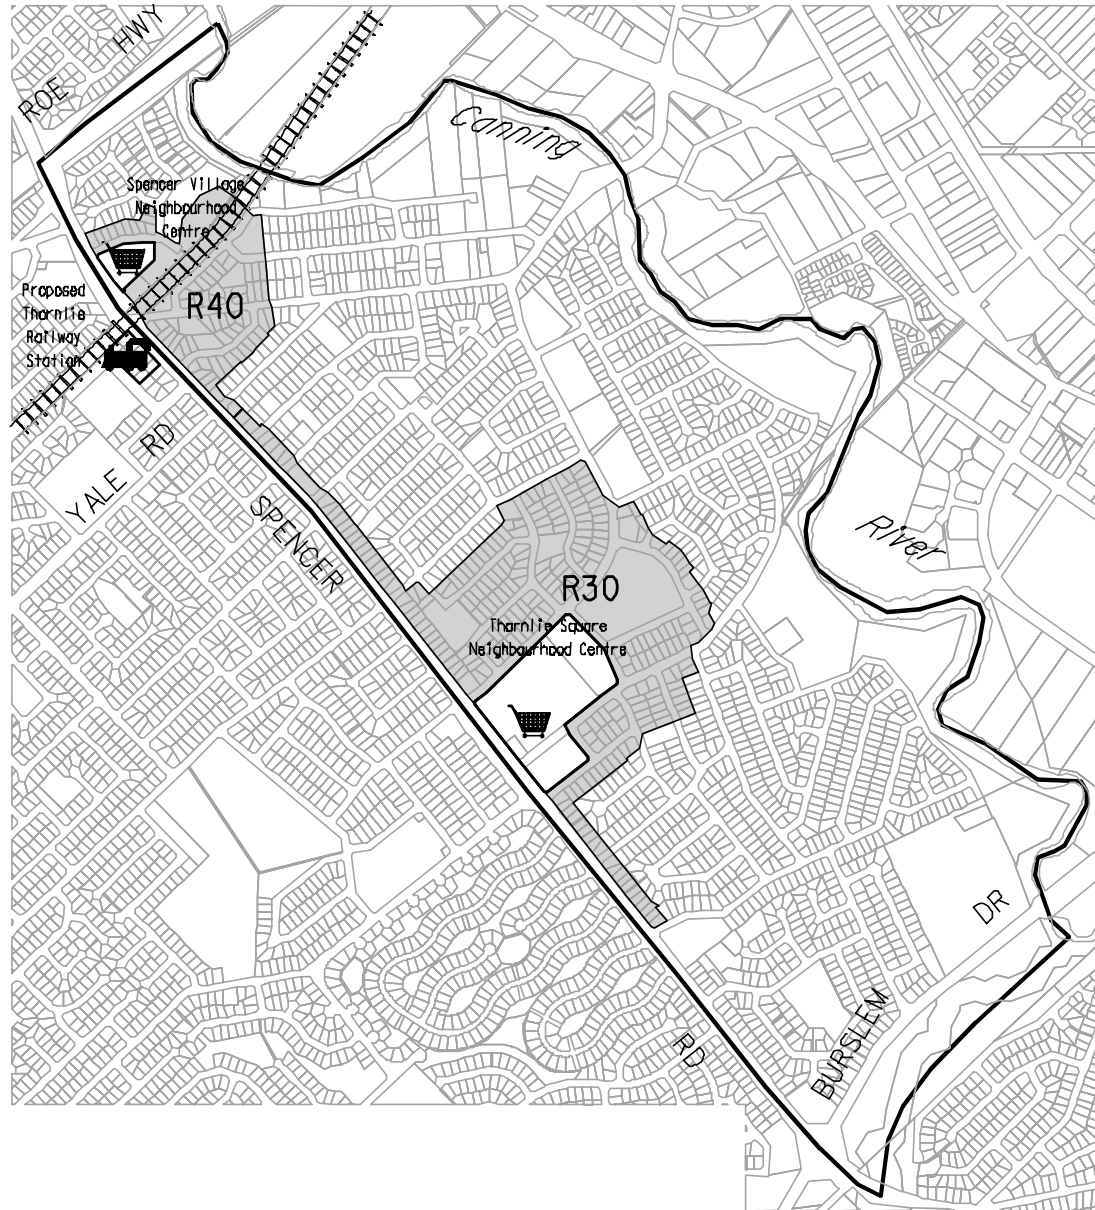 ROE HWY
Canning
Spencer Village
Neighbourhood
Centre
Proposed
Thornlie
Railway
Station
R40
YALE RD
SPENCER
River
R30
Thornlie Square
Neighbourhood Centre
DR
BURSLEM
RD